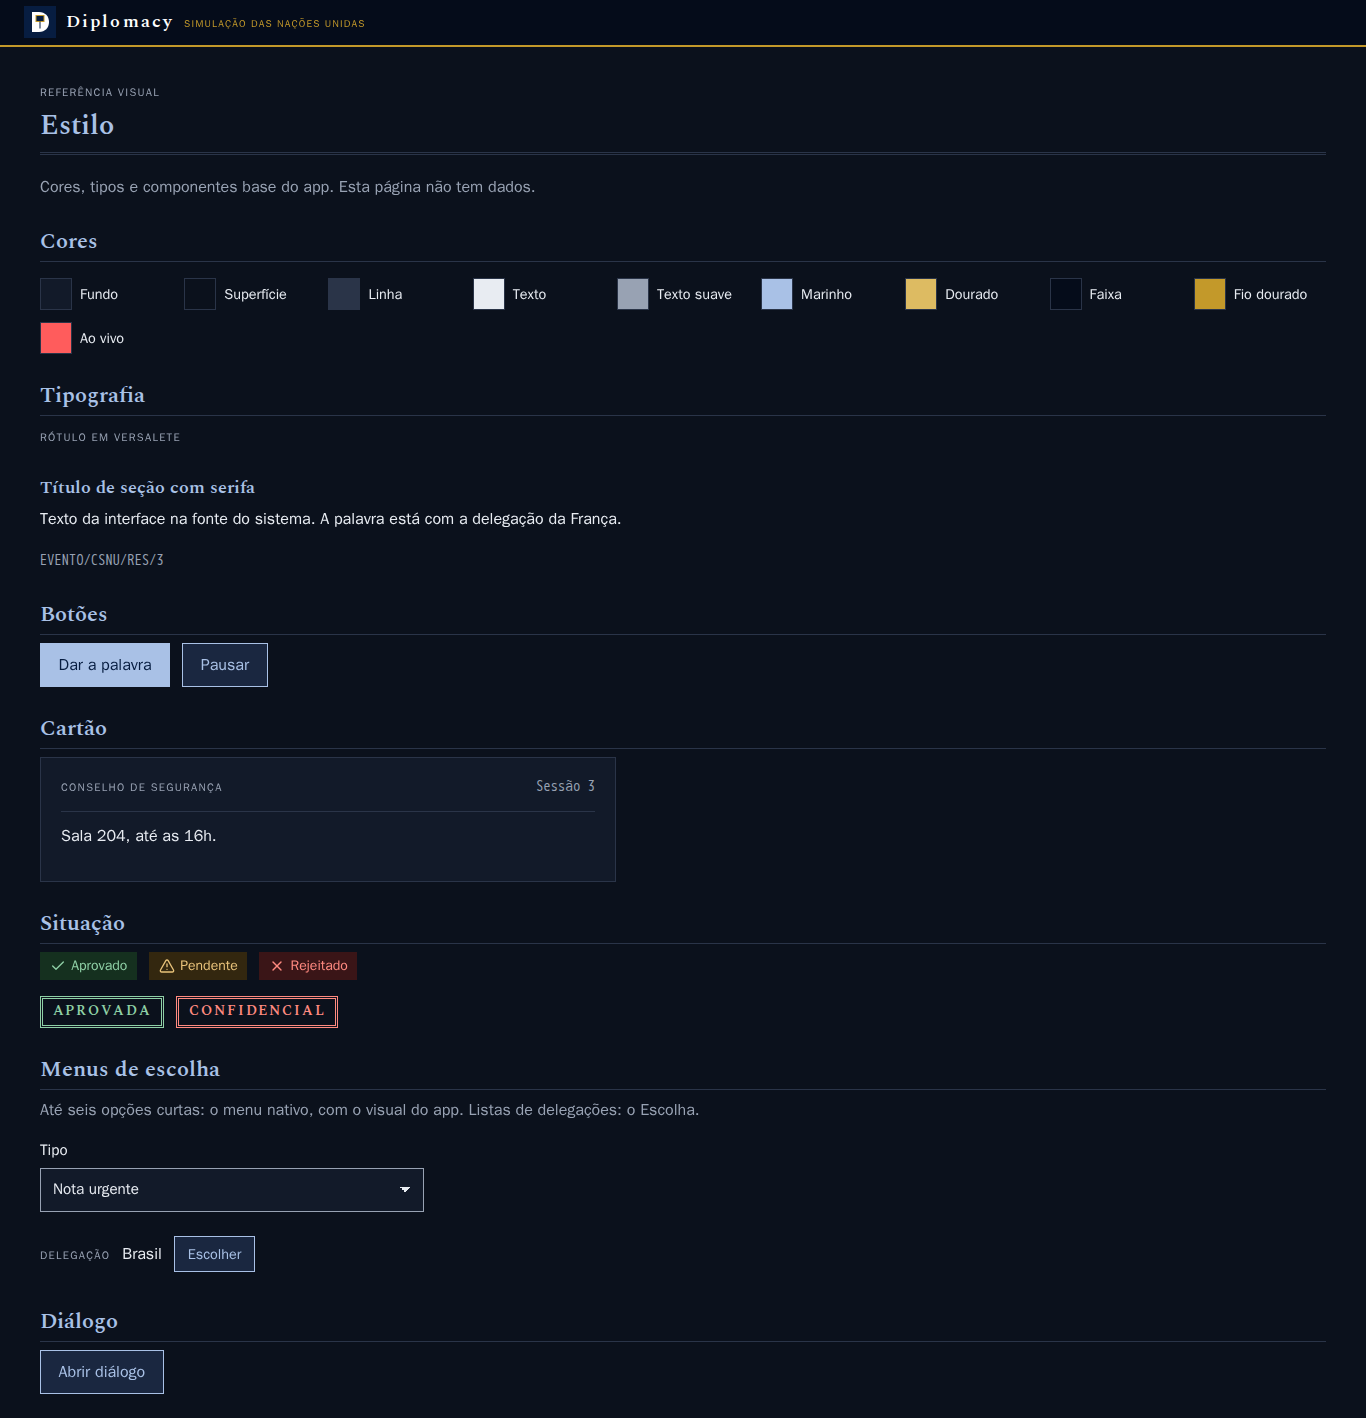 Diplomacy SIMULAÇÃO DAS NAÇÕES UNIDAS
REFERÊNCIA VISUAL
Estilo
Cores, tipos e componentes base do app. Esta página não tem dados.
Cores
Fundo Superfície Linha Texto Texto suave Marinho Dourado Faixa Fio dourado
Ao vivo
Tipografia
RÓTULO EM VERSALETE
Título de seção com serifa
Texto da interface na fonte do sistema. A palavra está com a delegação da França.
EVENTO/CSNU/RES/3
Botões
Dar a palavra Pausar
Cartão
CONSELHO DE SEGURANÇA Sessão 3
Sala 204, até as 16h.
Situação
Aprovado Pendente Rejeitado
APROVADA CONFIDENCIAL
Menus de escolha
Até seis opções curtas: o menu nativo, com o visual do app. Listas de delegações: o Escolha.
Tipo
Nota urgente
DELEGAÇÃO Brasil Escolher
Diálogo
Abrir diálogo